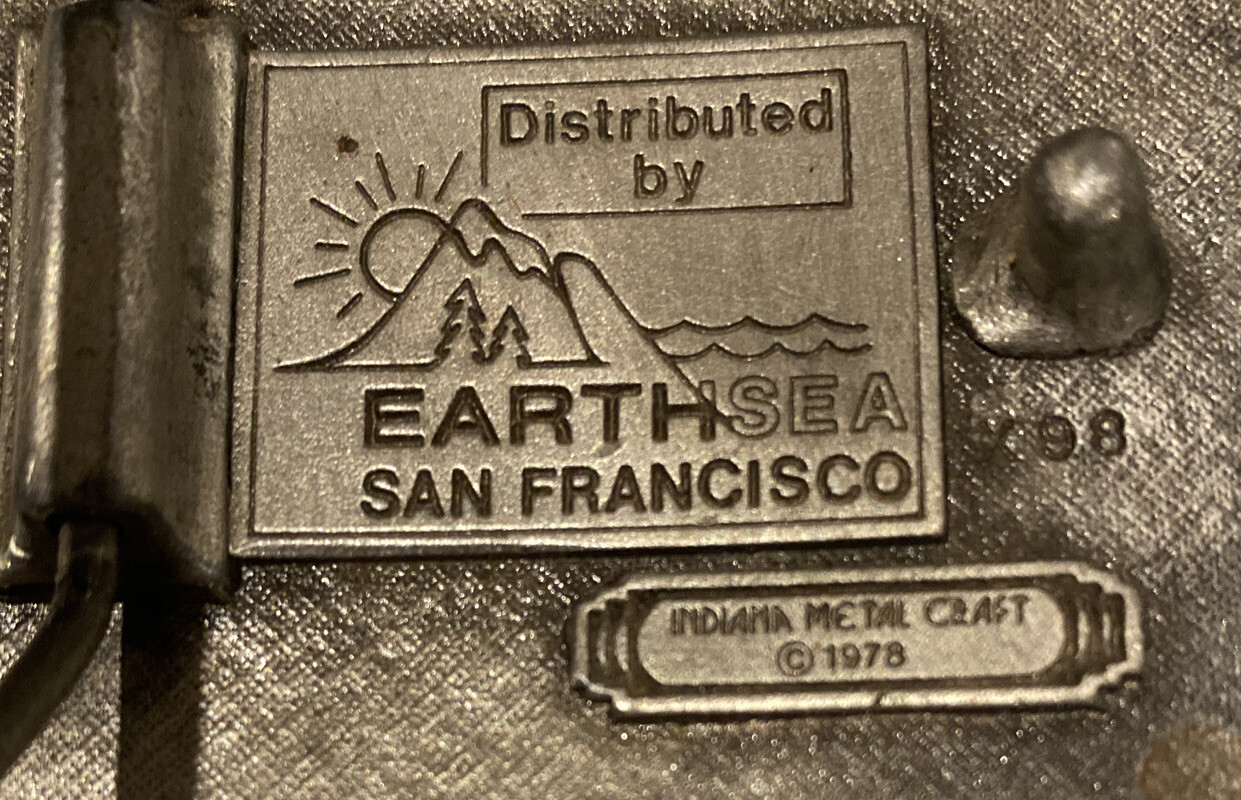 Distributed
by
EARTHSEA
SAN FRANCISCO
98
INDIANA METAL CRAFT
© 1978